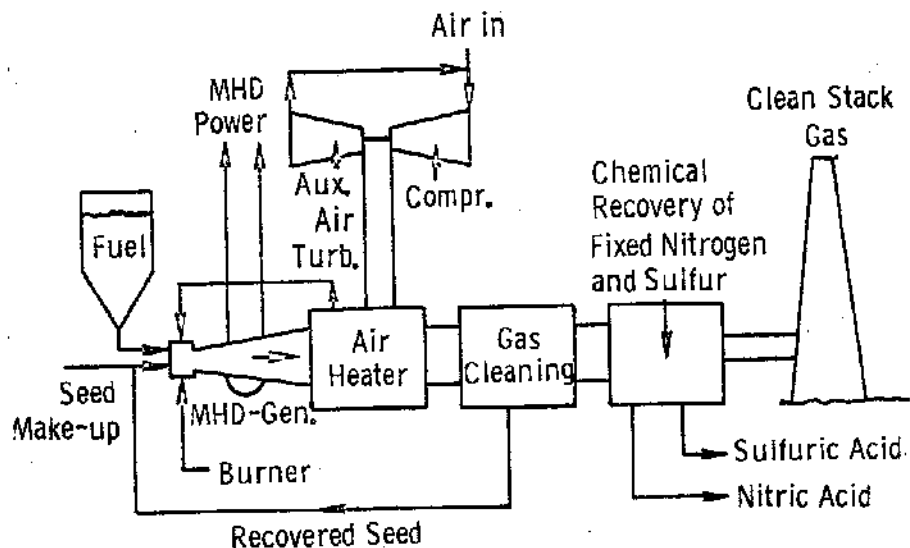 Air in
MHD
Power
Clean Stack
Gas
Aux.
Air
Turb.
Compr.
Chemical
Recovery of
Fixed Nitrogen
and Sulfur
Fuel
Air
Heater
Gas
Cleaning
Seed
Make-up
MHD-Gen.
Burner
Sulfuric Acid
Nitric Acid
Recovered Seed